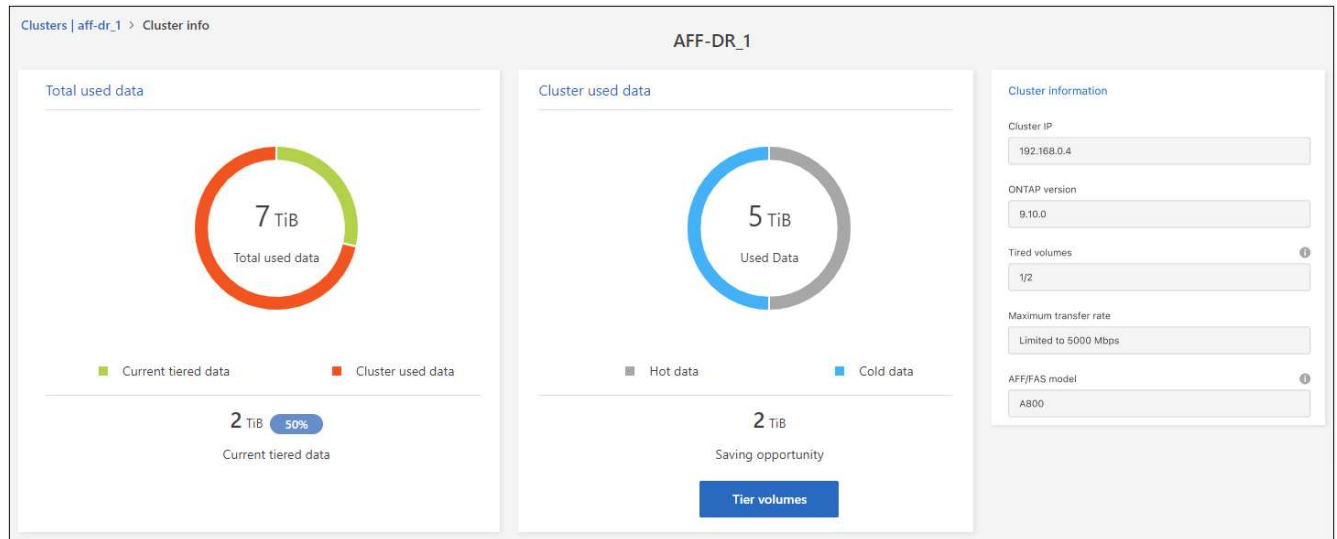 Clusters | aff-dr_1 > Cluster info
AFF-DR_1
Total used data
7 TiB
Total used data
Current tiered data
Cluster used data
2 TiB 50%
Current tiered data
Cluster used data
5 TiB
Used Data
Hot data
Cold data
2 TiB
Saving opportunity
Tier volumes
Cluster information
Cluster IP
192.168.0.4
ONTAP version
9.10.0
Tired volumes
1/2
Maximum transfer rate
Limited to 5000 Mbps
AFF/FAS model
A800